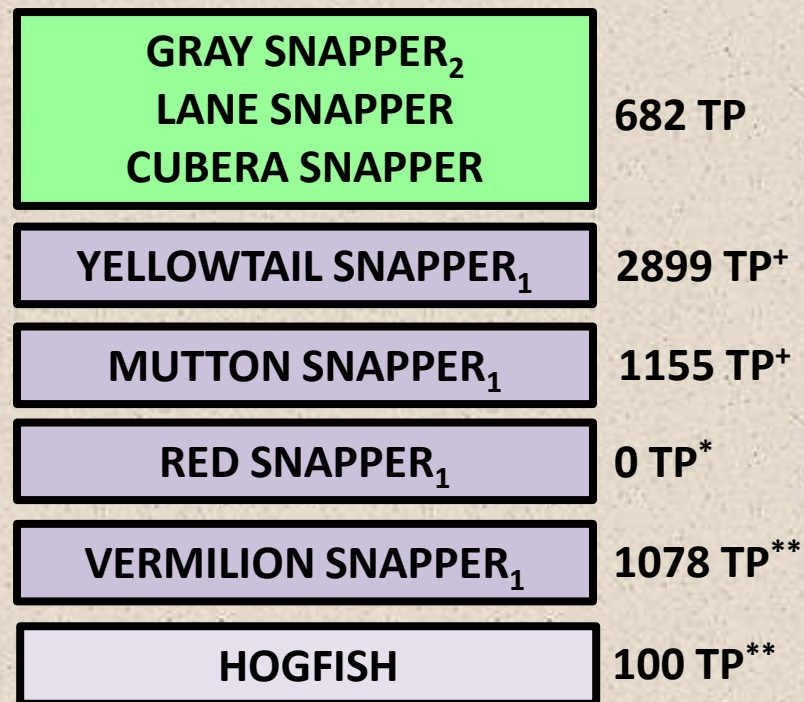 GRAY SNAPPER₂
LANE SNAPPER
CUBERA SNAPPER
682 TP
YELLOWTAIL SNAPPER₁ 2899 TP⁺
MUTTON SNAPPER₁ 1155 TP⁺
RED SNAPPER₁ 0 TP*
VERMILION SNAPPER₁ 1078 TP**
HOGFISH 100 TP**